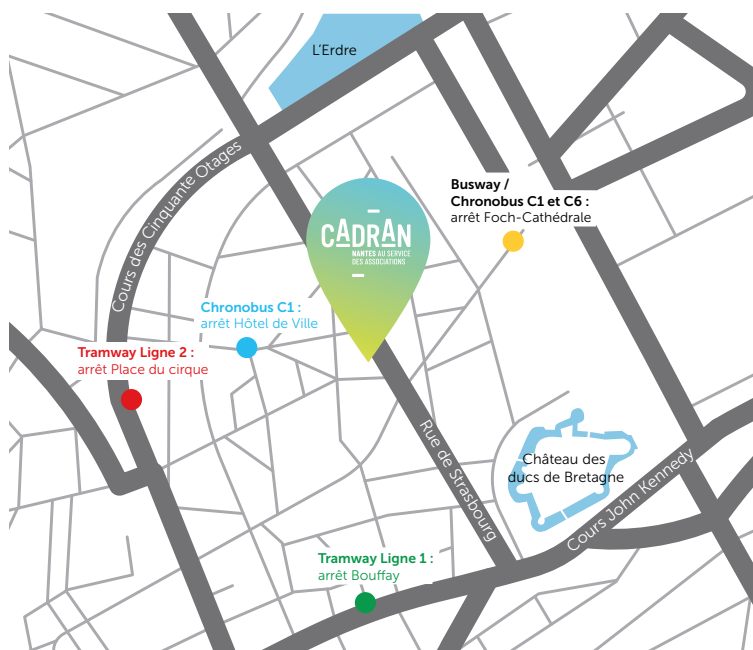 L'Erdre
Cours des Cinquante Otages
Busway /
Chronobus C1 et C6 :
arrêt Foch-Cathédrale
CADRAN
NANTES AU SERVICE
DES ASSOCIATIONS
Chronobus C1 :
arrêt Hôtel de Ville
Tramway Ligne 2 :
arrêt Place du cirque
Rue de Strasbourg
Château des
ducs de Bretagne
Cours John Kennedy
Tramway Ligne 1 :
arrêt Bouffay